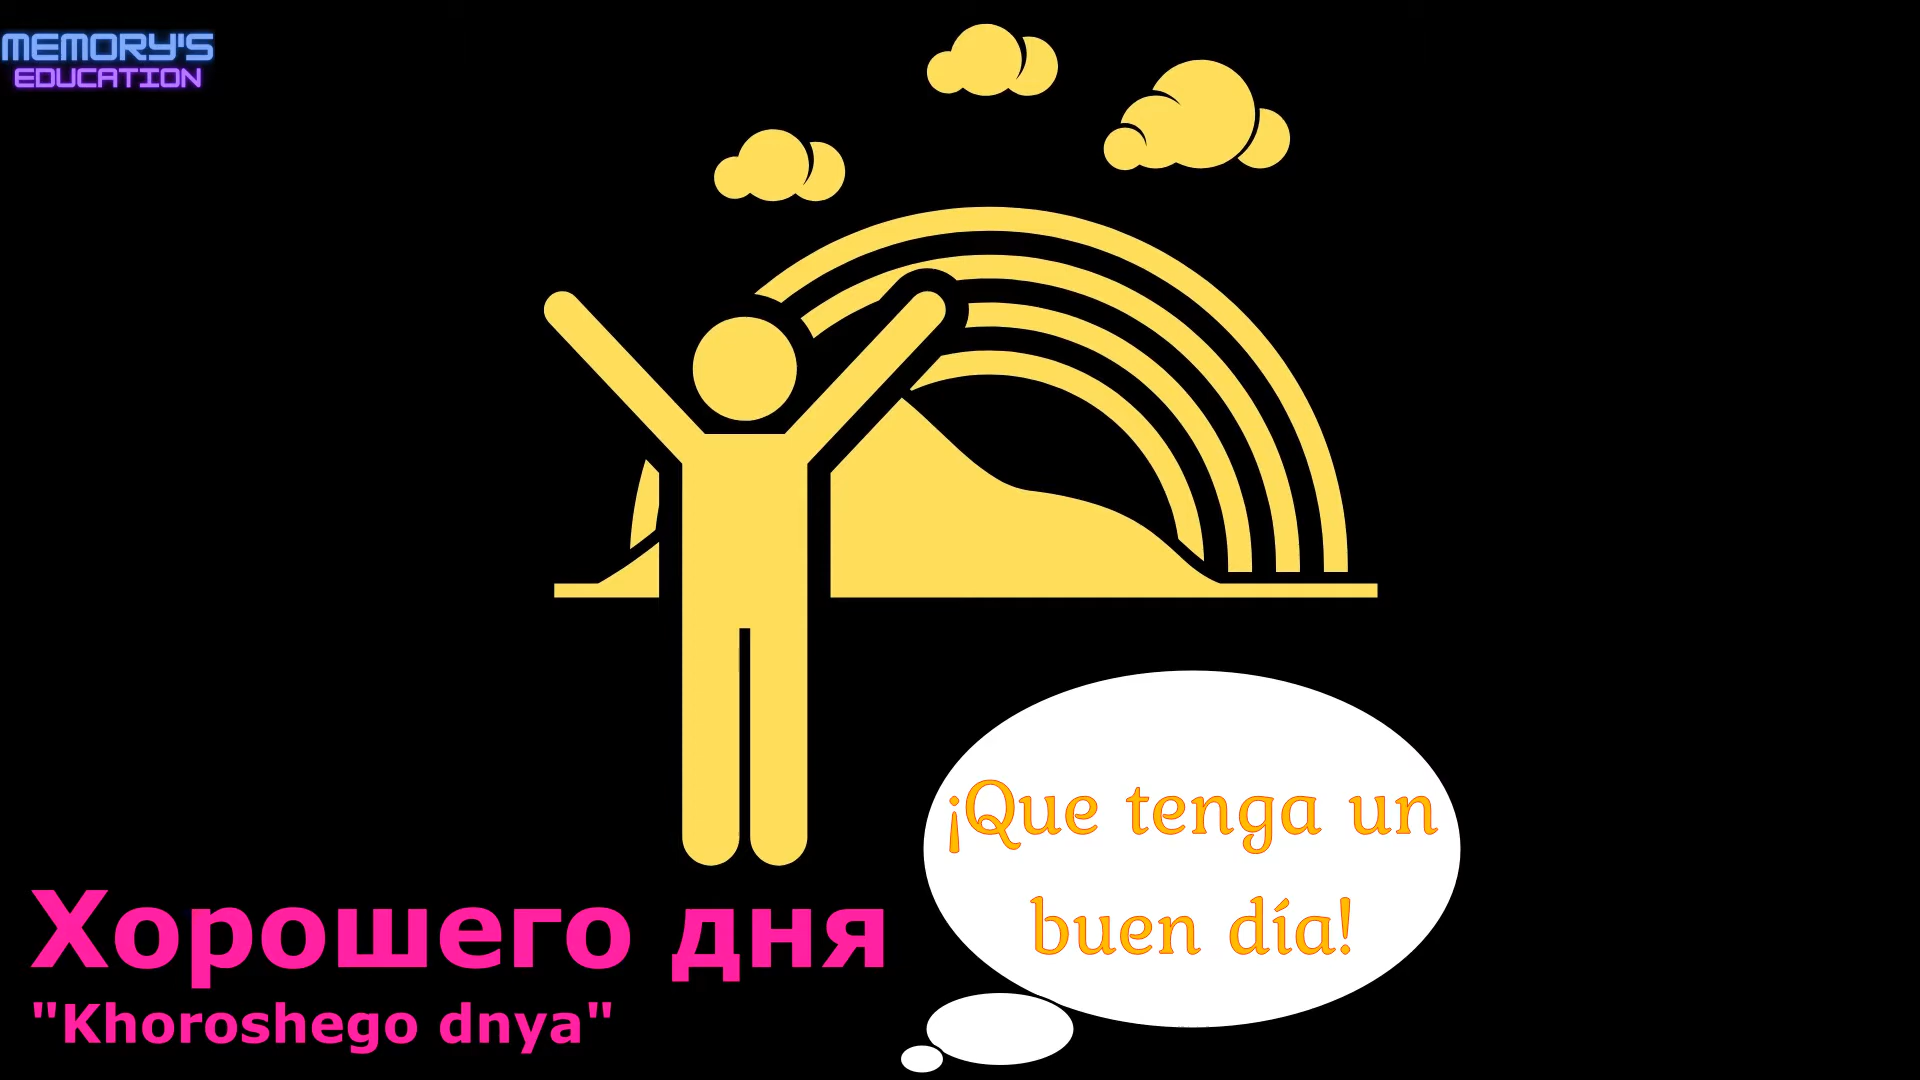 MEMORY'S
EDUCATION
¡Que tenga un
buen día!
Хорошего дня
"Khoroshego dnya"